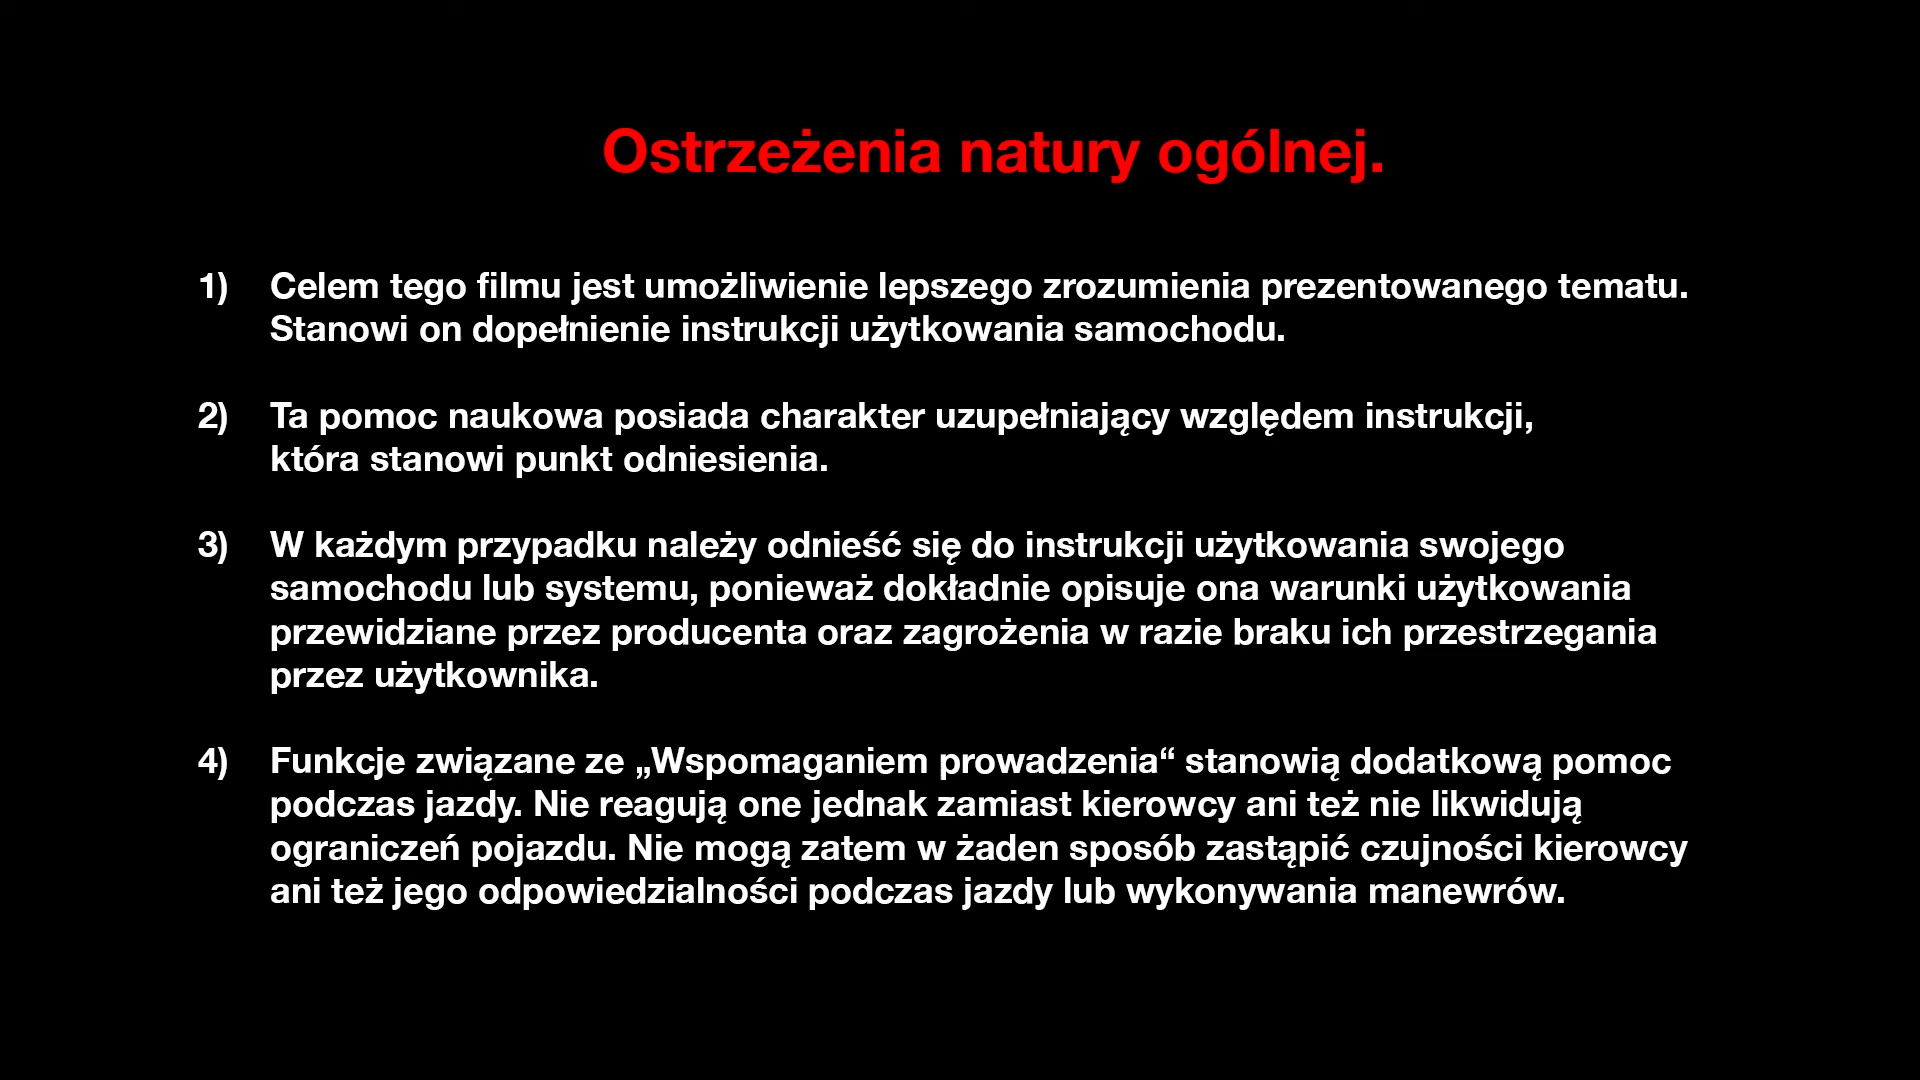 Ostrzeżenia natury ogólnej.
1) Celem tego filmu jest umożliwienie lepszego zrozumienia prezentowanego tematu.
Stanowi on dopełnienie instrukcji użytkowania samochodu.
2) Ta pomoc naukowa posiada charakter uzupełniający względem instrukcji,
która stanowi punkt odniesienia.
3) W każdym przypadku należy odnieść się do instrukcji użytkowania swojego
samochodu lub systemu, ponieważ dokładnie opisuje ona warunki użytkowania
przewidziane przez producenta oraz zagrożenia w razie braku ich przestrzegania
przez użytkownika.
4) Funkcje związane ze „Wspomaganiem prowadzenia“ stanowią dodatkową pomoc
podczas jazdy. Nie reagują one jednak zamiast kierowcy ani też nie likwidują
ograniczeń pojazdu. Nie mogą zatem w żaden sposób zastąpić czujności kierowcy
ani też jego odpowiedzialności podczas jazdy lub wykonywania manewrów.